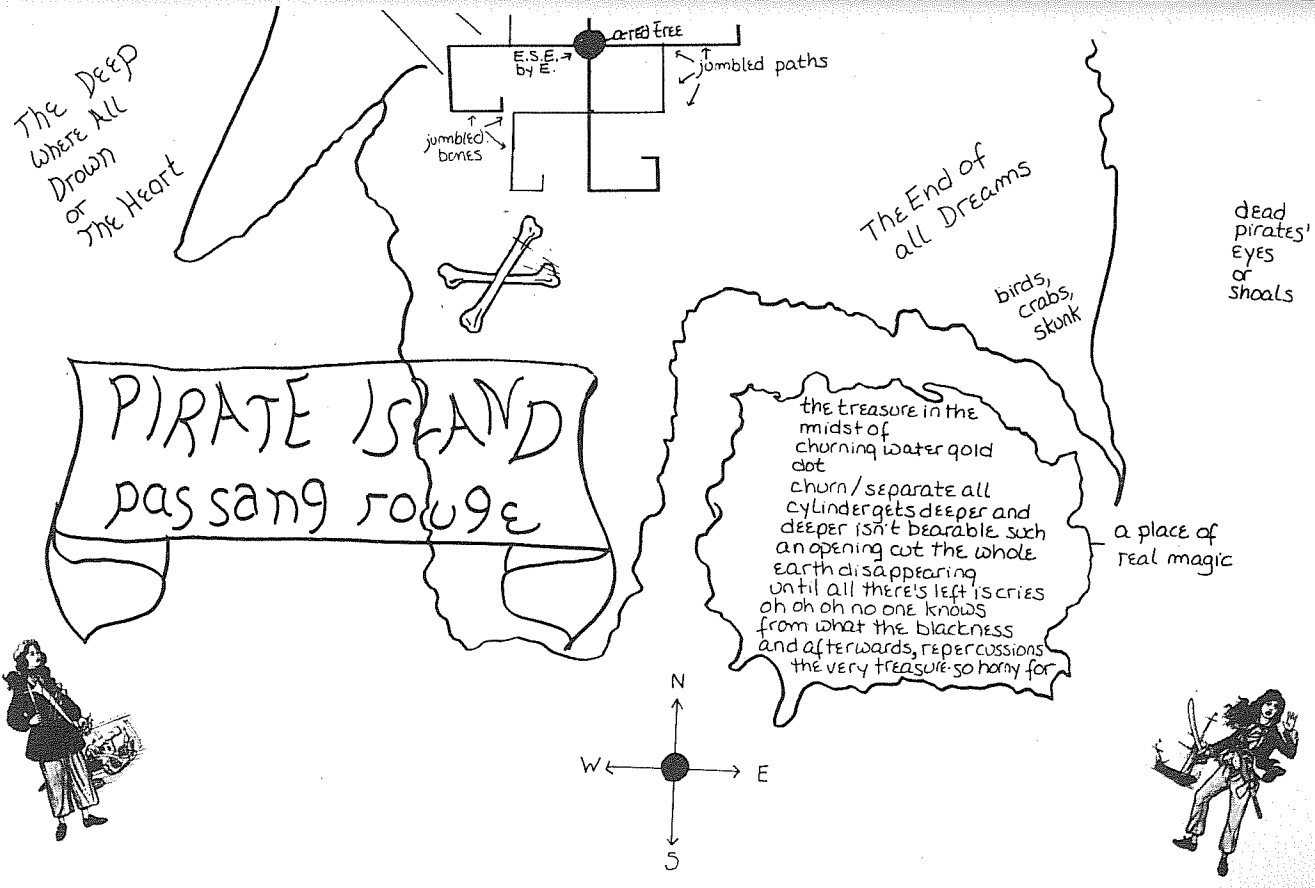 The Deep
Where All
Drown
or
The Heart
a red tree
E.S.E.
by E.
jumbled paths
jumbled
bones
The End of
all Dreams
birds,
crabs,
skunk
dead
pirates'
eyes
or
shoals
PIRATE ISLAND
passang rouge
the treasure in the
midst of
churning water gold
dot
churn/separate all
cylinder gets deeper and
deeper isn't bearable such
an opening cut the whole
earth disappearing
until all there's left is cries
oh oh oh no one knows
from what the blackness
and afterwards, repercussions
the very treasure so horny for
a place of
real magic
N
W
E
S